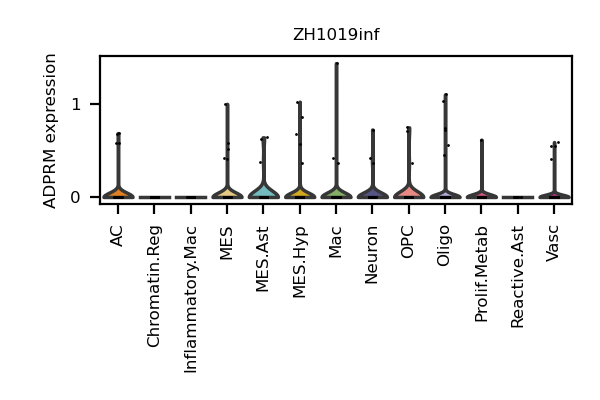 ZH1019inf
ADPRM expression
1
0
AC
Chromatin.Reg
Inflammatory.Mac
MES
MES.Ast
MES.Hyp
Mac
Neuron
OPC
Oligo
Prolif.Metab
Reactive.Ast
Vasc